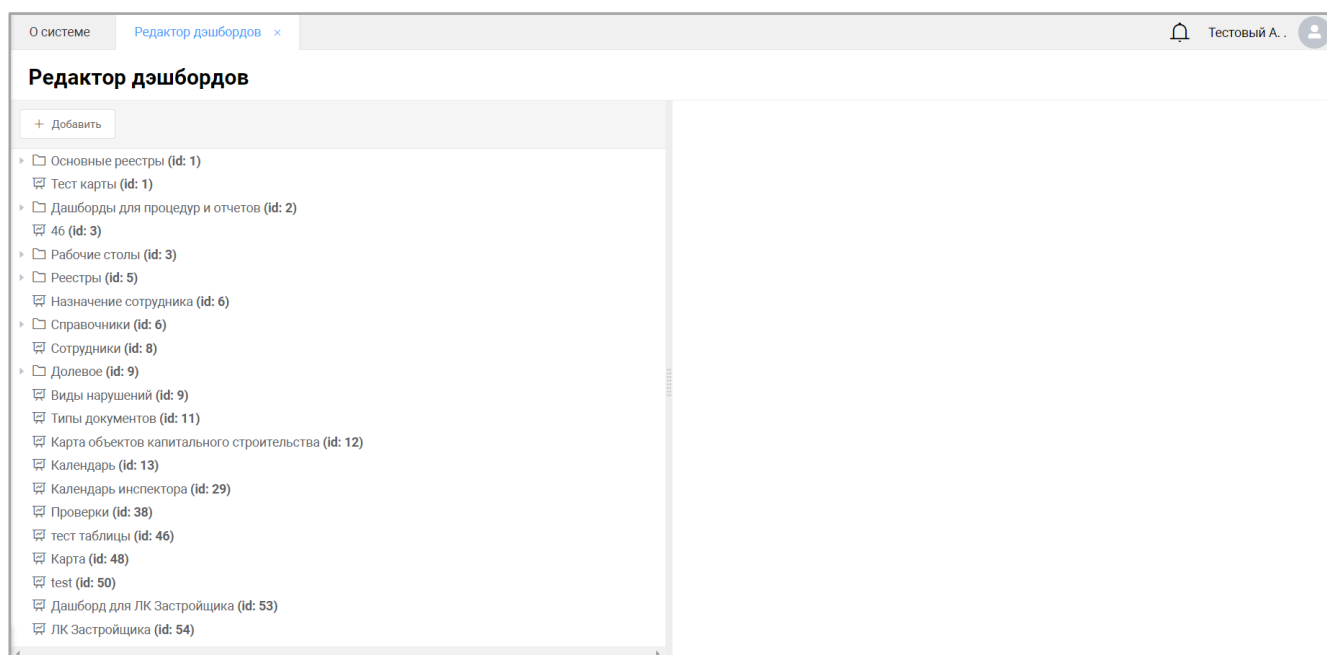 О системе Редактор дэшбордов × Тестовый А. .
Редактор дэшбордов
+ Добавить
Основные реестры (id: 1)
Тест карты (id: 1)
Дашборды для процедур и отчетов (id: 2)
46 (id: 3)
Рабочие столы (id: 3)
Реестры (id: 5)
Назначение сотрудника (id: 6)
Справочники (id: 6)
Сотрудники (id: 8)
Долевое (id: 9)
Виды нарушений (id: 9)
Типы документов (id: 11)
Карта объектов капитального строительства (id: 12)
Календарь (id: 13)
Календарь инспектора (id: 29)
Проверки (id: 38)
тест таблицы (id: 46)
Карта (id: 48)
test (id: 50)
Дашборд для ЛК Застройщика (id: 53)
ЛК Застройщика (id: 54)